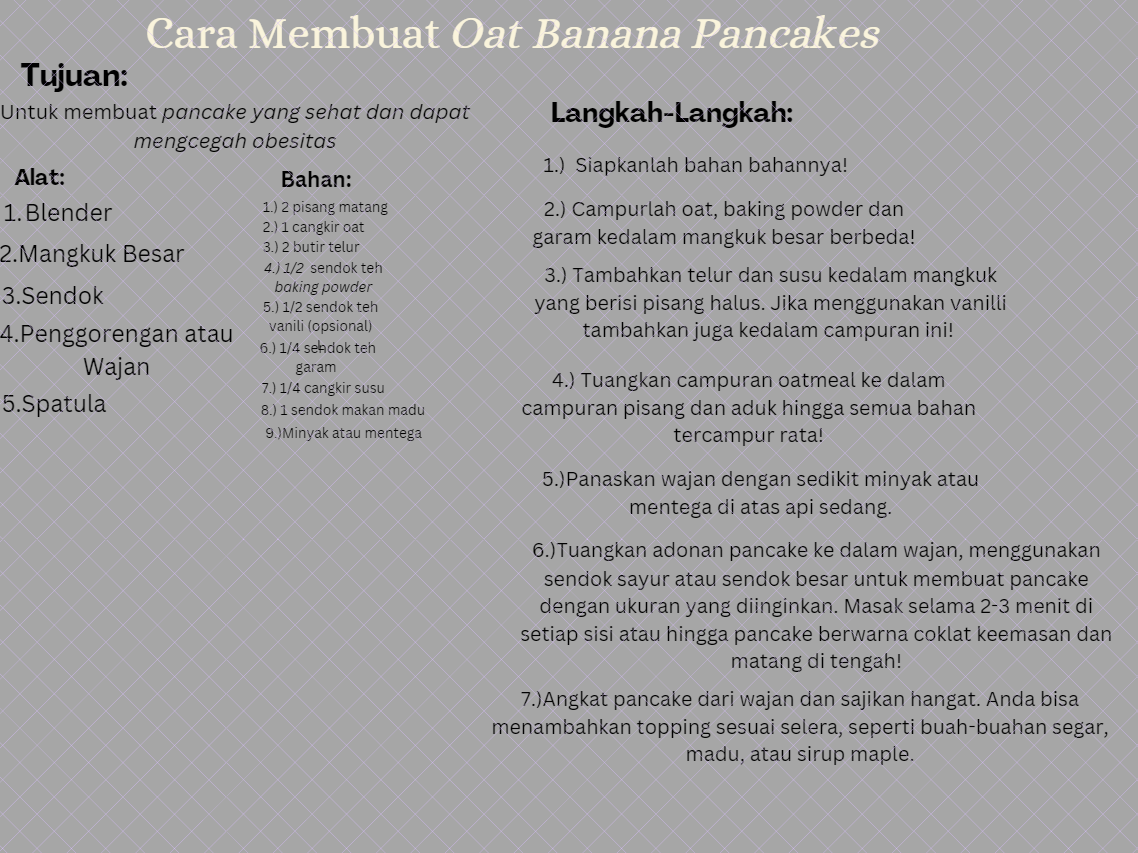 Cara Membuat Oat Banana Pancakes
Tujuan:
Untuk membuat pancake yang sehat dan dapat
mengcegah obesitas
Alat:
1. Blender
2.Mangkuk Besar
3.Sendok
4.Penggorengan atau
Wajan
5.Spatula
Bahan:
1.) 2 pisang matang
2.) 1 cangkir oat
3.) 2 butir telur
4.) 1/2 sendok teh
baking powder
5.) 1/2 sendok teh
vanili (opsional)
6.) 1/4 sendok teh
garam
7.) 1/4 cangkir susu
8.) 1 sendok makan madu
9.)Minyak atau mentega
Langkah-Langkah:
1.) Siapkanlah bahan bahannya!
2.) Campurlah oat, baking powder dan
garam kedalam mangkuk besar berbeda!
3.) Tambahkan telur dan susu kedalam mangkuk
yang berisi pisang halus. Jika menggunakan vanilli
tambahkan juga kedalam campuran ini!
4.) Tuangkan campuran oatmeal ke dalam
campuran pisang dan aduk hingga semua bahan
tercampur rata!
5.)Panaskan wajan dengan sedikit minyak atau
mentega di atas api sedang.
6.)Tuangkan adonan pancake ke dalam wajan, menggunakan
sendok sayur atau sendok besar untuk membuat pancake
dengan ukuran yang diinginkan. Masak selama 2-3 menit di
setiap sisi atau hingga pancake berwarna coklat keemasan dan
matang di tengah!
7.)Angkat pancake dari wajan dan sajikan hangat. Anda bisa
menambahkan topping sesuai selera, seperti buah-buahan segar,
madu, atau sirup maple.